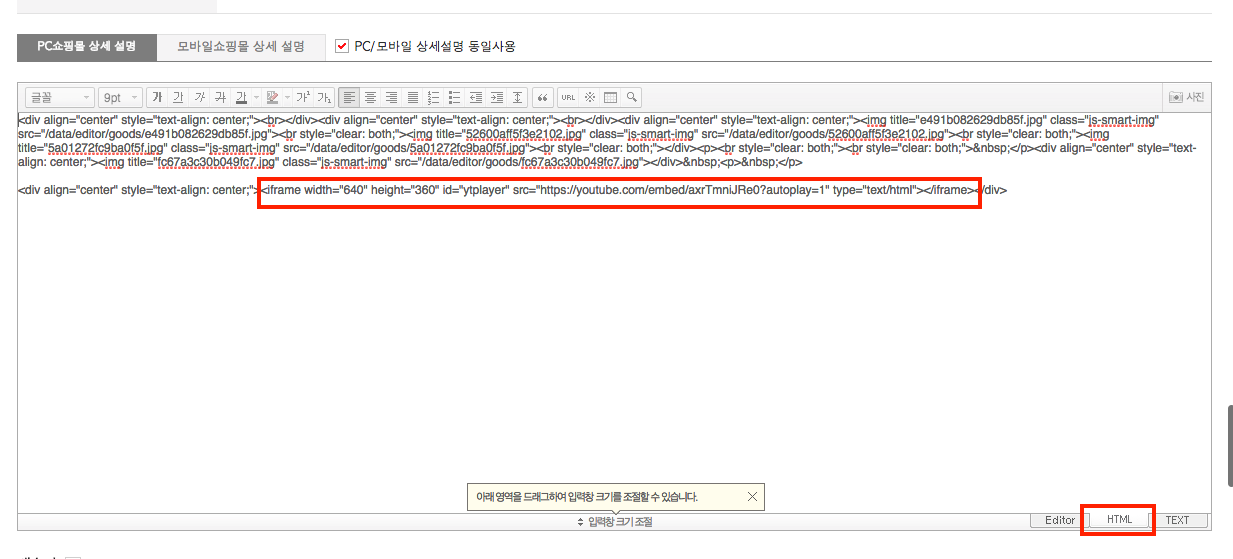 PC쇼핑몰 상세 설명 모바일쇼핑몰 상세 설명 PC/모바일 상세설명 동일사용
글꼴 9pt 가 가 가 가 가 가¹ 가₁ URL 사진
<div align="center" style="text-align: center;"><br></div><div align="center" style="text-align: center;"><br></div><div align="center" style="text-align: center;"><img title="e491b082629db85f.jpg" class="js-smart-img"
src="/data/editor/goods/e491b082629db85f.jpg"><br style="clear: both;"><img title="52600aff5f3e2102.jpg" class="js-smart-img" src="/data/editor/goods/52600aff5f3e2102.jpg"><br style="clear: both;"><img
title="5a01272fc9ba0f5f.jpg" class="js-smart-img" src="/data/editor/goods/5a01272fc9ba0f5f.jpg"><br style="clear: both;"></div><p><br style="clear: both;"><br style="clear: both;">&nbsp;</p><div align="center" style="text-
align: center;"><img title="fc67a3c30b049fc7.jpg" class="js-smart-img" src="/data/editor/goods/fc67a3c30b049fc7.jpg"></div>&nbsp;<p>&nbsp;</p>
<div align="center" style="text-align: center;"><iframe width="640" height="360" id="ytplayer" src="https://youtube.com/embed/axrTmniJRe0?autoplay=1" type="text/html"></iframe></div>
아래 영역을 드래그하여 입력창 크기를 조절할 수 있습니다.
입력창 크기 조절 Editor HTML TEXT